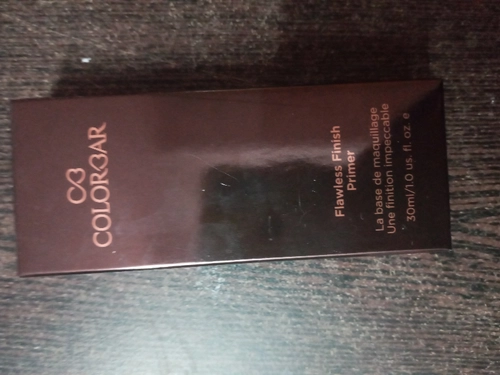 COLORBAR
Flawless Finish
Primer
La base de maquillage
Une finition impeccable
30ml/1.0 us. fl. oz. e